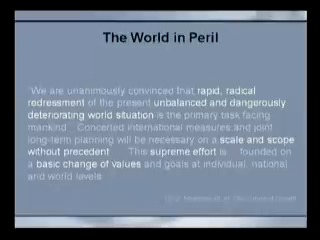 The World in Peril
"We are unanimously convinced that rapid, radical
redressment of the present unbalanced and dangerously
deteriorating world situation is the primary task facing
mankind. Concerted international measures and joint
long-term planning will be necessary on a scale and scope
without precedent This supreme effort is founded on
a basic change of values and goals at individual, national
and world levels